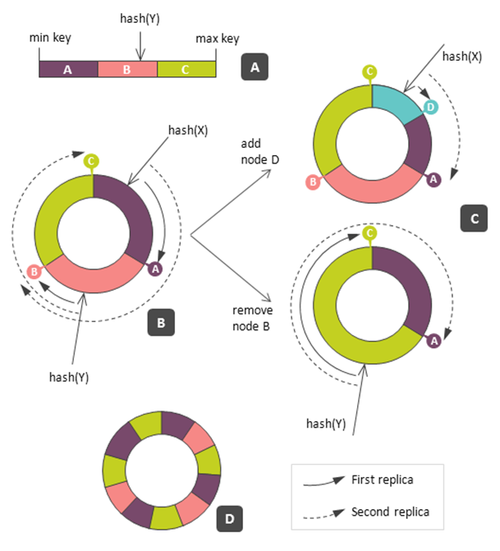 hash(Y)
min key
max key
A
B
C
A
hash(X)
C
A
B
B
hash(Y)
add
node D
remove
node B
hash(X)
C
D
A
B
C
C
A
hash(Y)
D
First replica
Second replica